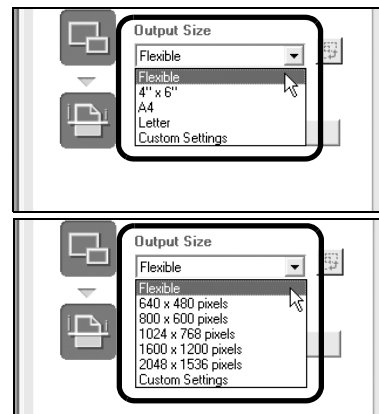 Output Size
Flexible
Flexible
4" x 6"
A4
Letter
Custom Settings
Output Size
Flexible
Flexible
640 x 480 pixels
800 x 600 pixels
1024 x 768 pixels
1600 x 1200 pixels
2048 x 1536 pixels
Custom Settings